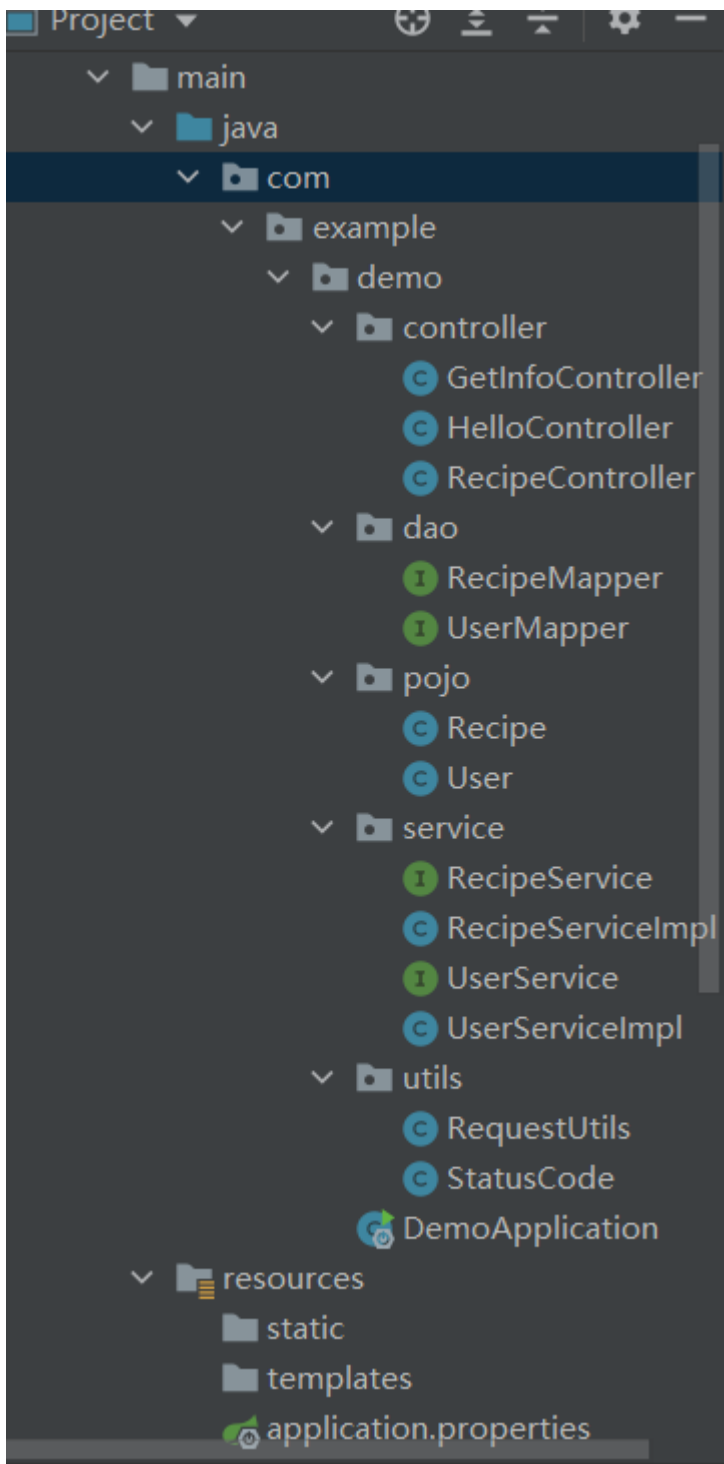 Project
main
java
com
example
demo
controller
GetInfoController
HelloController
RecipeController
dao
RecipeMapper
UserMapper
pojo
Recipe
User
service
RecipeService
RecipeServiceImpl
UserService
UserServiceImpl
utils
RequestUtils
StatusCode
DemoApplication
resources
static
templates
application.properties